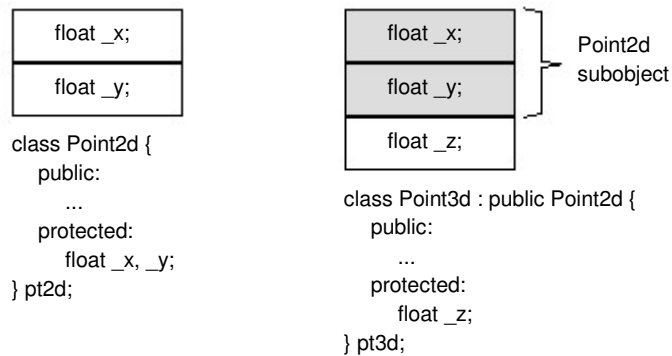 float _x;
float _y;
class Point2d {
public:
...
protected:
float _x, _y;
} pt2d;
float _x;
float _y;
float _z;
Point2d
subobject
class Point3d : public Point2d {
public:
...
protected:
float _z;
} pt3d;